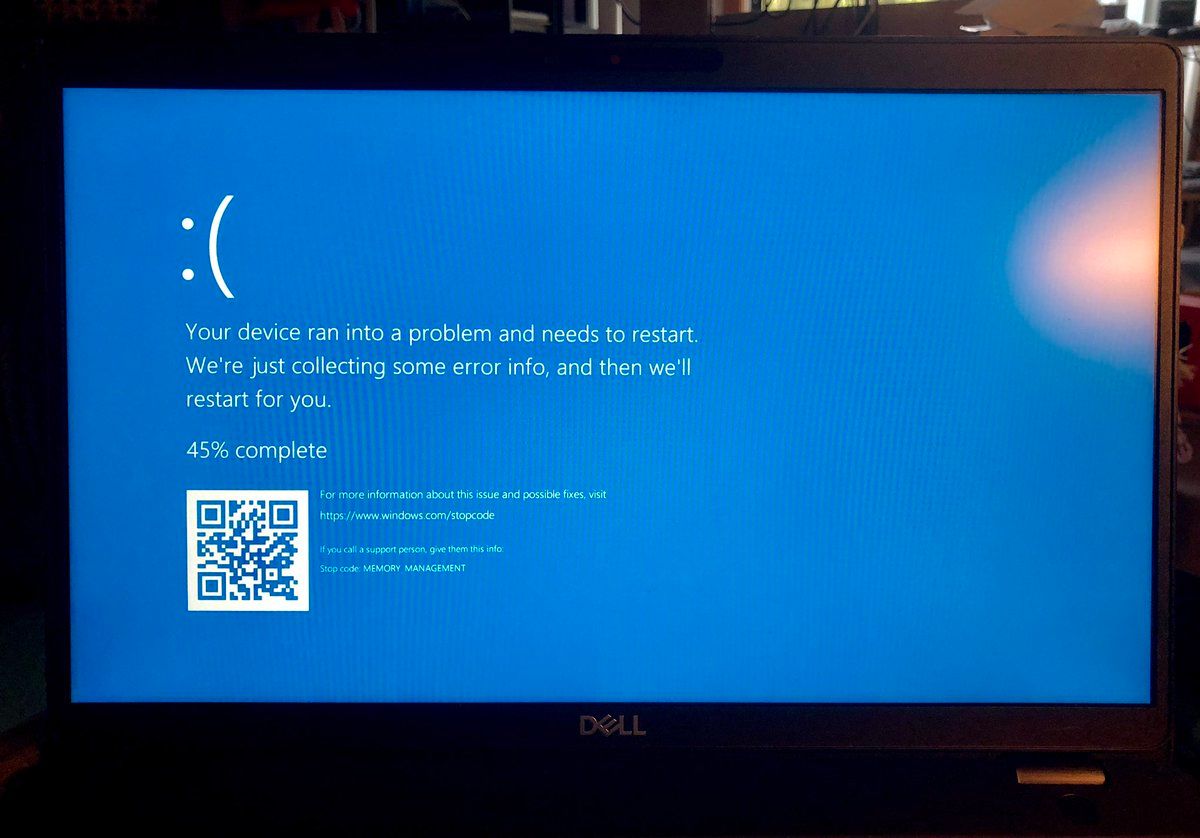 :(
Your device ran into a problem and needs to restart.
We're just collecting some error info, and then we'll
restart for you.
45% complete
For more information about this issue and possible fixes, visit
https://www.windows.com/stopcode
If you call a support person, give them this info:
Stop code: MEMORY MANAGEMENT
DELL